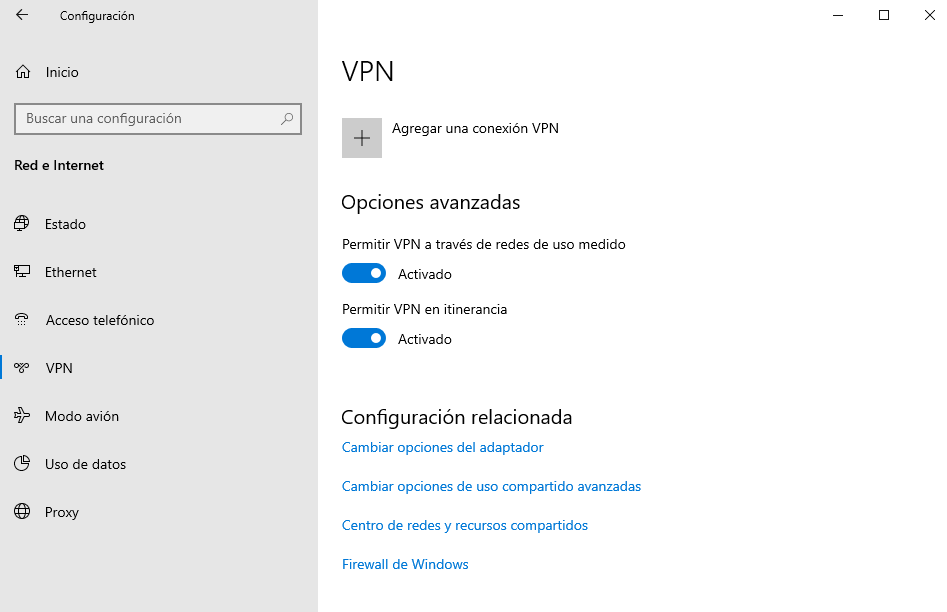 Configuración
Inicio
Buscar una configuración
Red e Internet
Estado
Ethernet
Acceso telefónico
VPN
Modo avión
Uso de datos
Proxy
VPN
Agregar una conexión VPN
Opciones avanzadas
Permitir VPN a través de redes de uso medido
Activado
Permitir VPN en itinerancia
Activado
Configuración relacionada
Cambiar opciones del adaptador
Cambiar opciones de uso compartido avanzadas
Centro de redes y recursos compartidos
Firewall de Windows